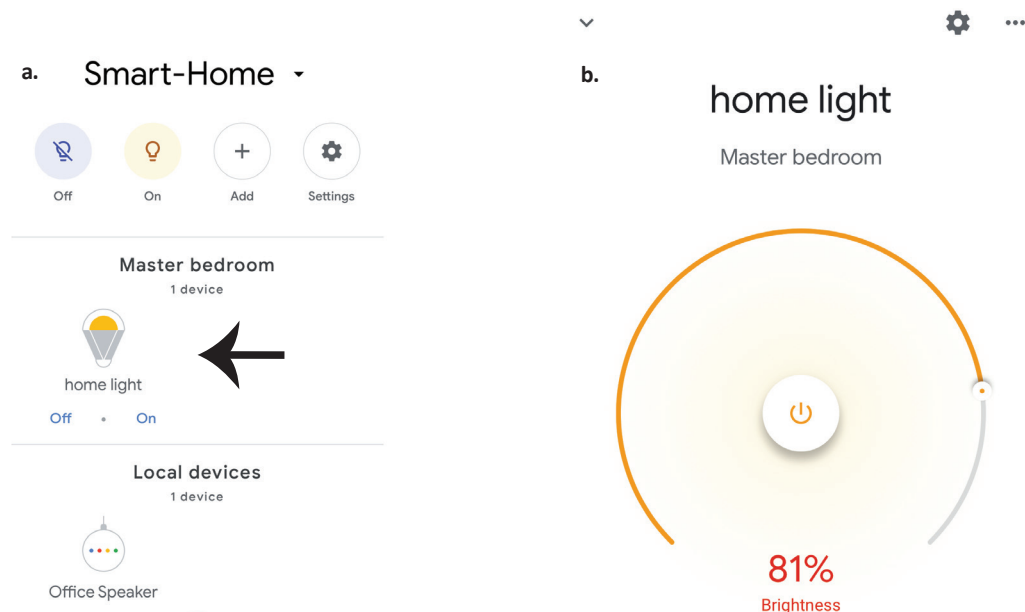 a.
Smart-Home
Off On Add Settings
Master bedroom
1 device
home light
Off • On
Local devices
1 device
Office Speaker
b.
home light
Master bedroom
81%
Brightness